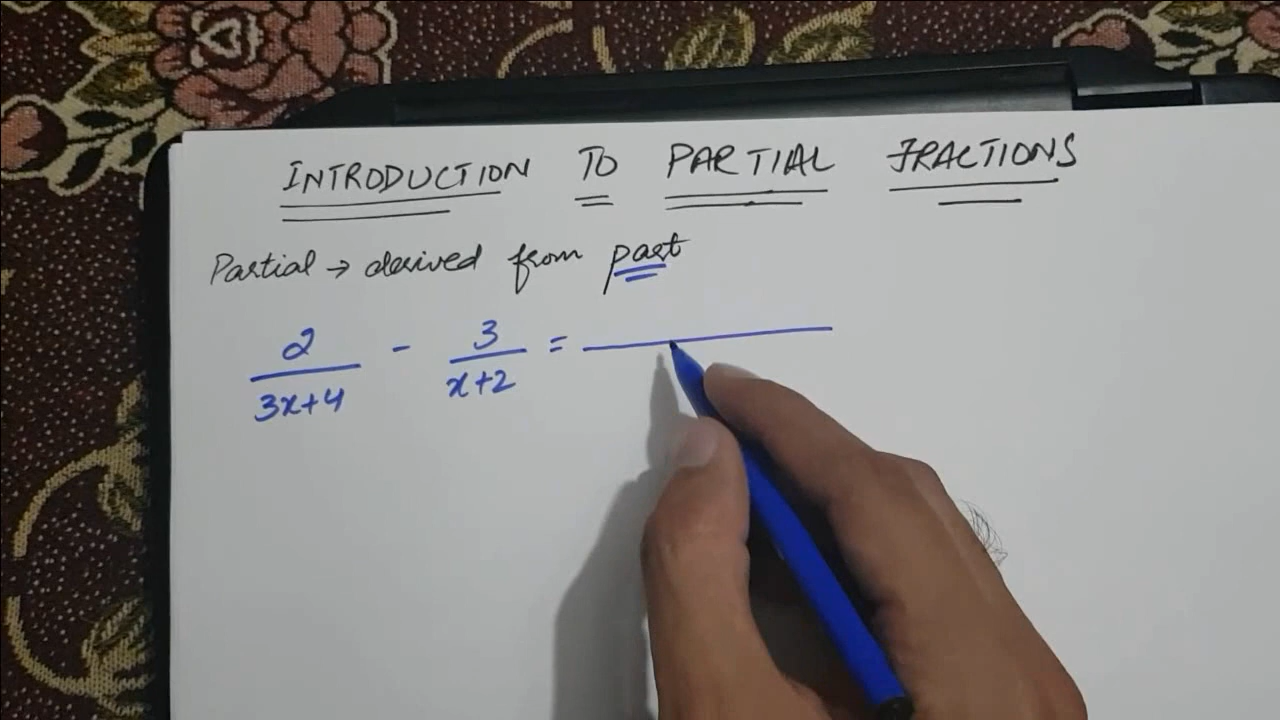 INTRODUCTION TO PARTIAL FRACTIONS
Partial → derived from part
2/(3x+4) - 3/(x+2) =